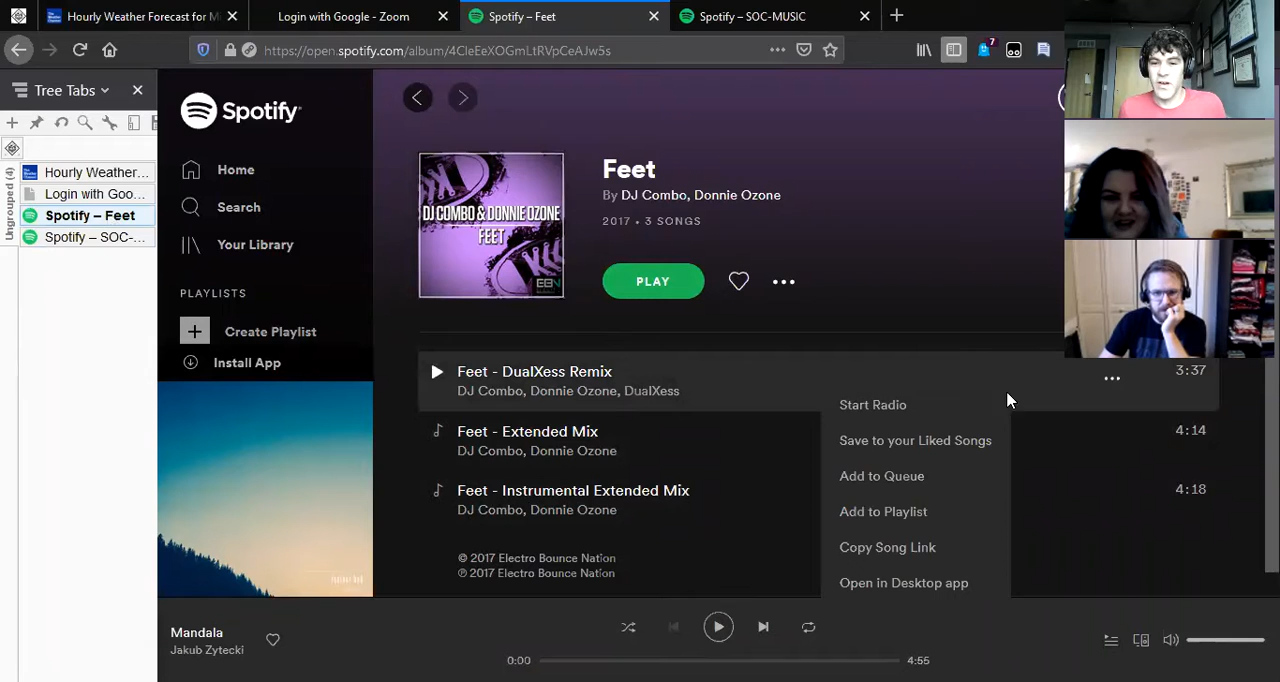 Hourly Weather Forecast for M
Login with Google - Zoom
Spotify – Feet
Spotify – SOC-MUSIC
https://open.spotify.com/album/4CleEeXOGmLtRVpCeAJw5s
7
Tree Tabs
Ungrouped (4)
Hourly Weather...
Login with Goo...
Spotify – Feet
Spotify – SOC-...
Spotify
Home
Search
Your Library
PLAYLISTS
Create Playlist
Install App
DJ COMBO & DONNIE OZONE
FEET
EBN
Feet
By DJ Combo, Donnie Ozone
2017 • 3 SONGS
PLAY
Feet - DualXess Remix
DJ Combo, Donnie Ozone, DualXess
3:37
Feet - Extended Mix
DJ Combo, Donnie Ozone
4:14
Feet - Instrumental Extended Mix
DJ Combo, Donnie Ozone
4:18
© 2017 Electro Bounce Nation
℗ 2017 Electro Bounce Nation
Start Radio
Save to your Liked Songs
Add to Queue
Add to Playlist
Copy Song Link
Open in Desktop app
Mandala
Jakub Zytecki
0:00
4:55